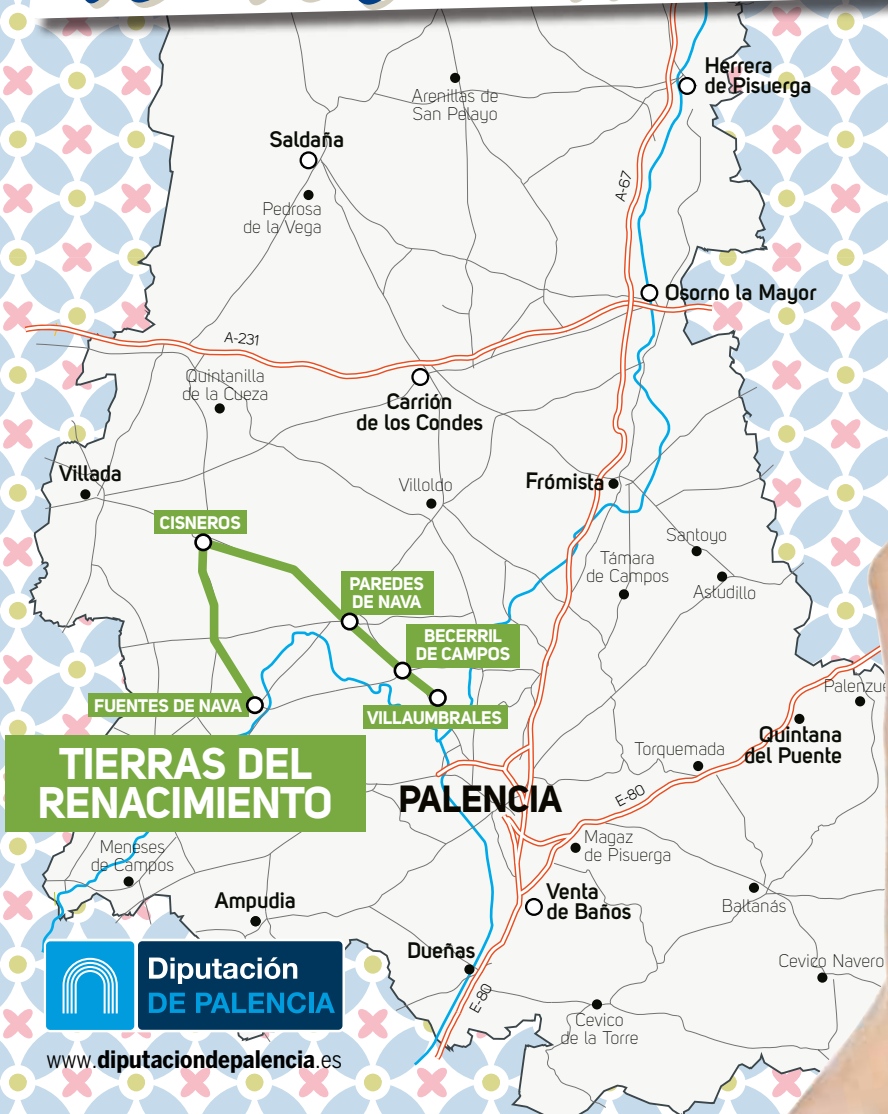 Herrera
de Pisuerga
Arenillas de
San Pelayo
Saldaña
Pedrosa
de la Vega
A-67
Osorno la Mayor
A-231
Quintanilla
de la Cueza
Carrión
de los Condes
Villada
Villoldo
Frómista
CISNEROS
Santoyo
Támara
de Campos
Astudillo
PAREDES
DE NAVA
BECERRIL
DE CAMPOS
FUENTES DE NAVA
VILLAUMBRALES
Quintana
del Puente
Torquemada
TIERRAS DEL
RENACIMIENTO
PALENCIA
E-80
Magaz
de Pisuerga
Meneses
de Campos
Ampudia
Venta
de Baños
Baltanás
Dueñas
Cevico Navero
E-80
Cevico
de la Torre
Diputación
DE PALENCIA
www.diputaciondepalencia.es